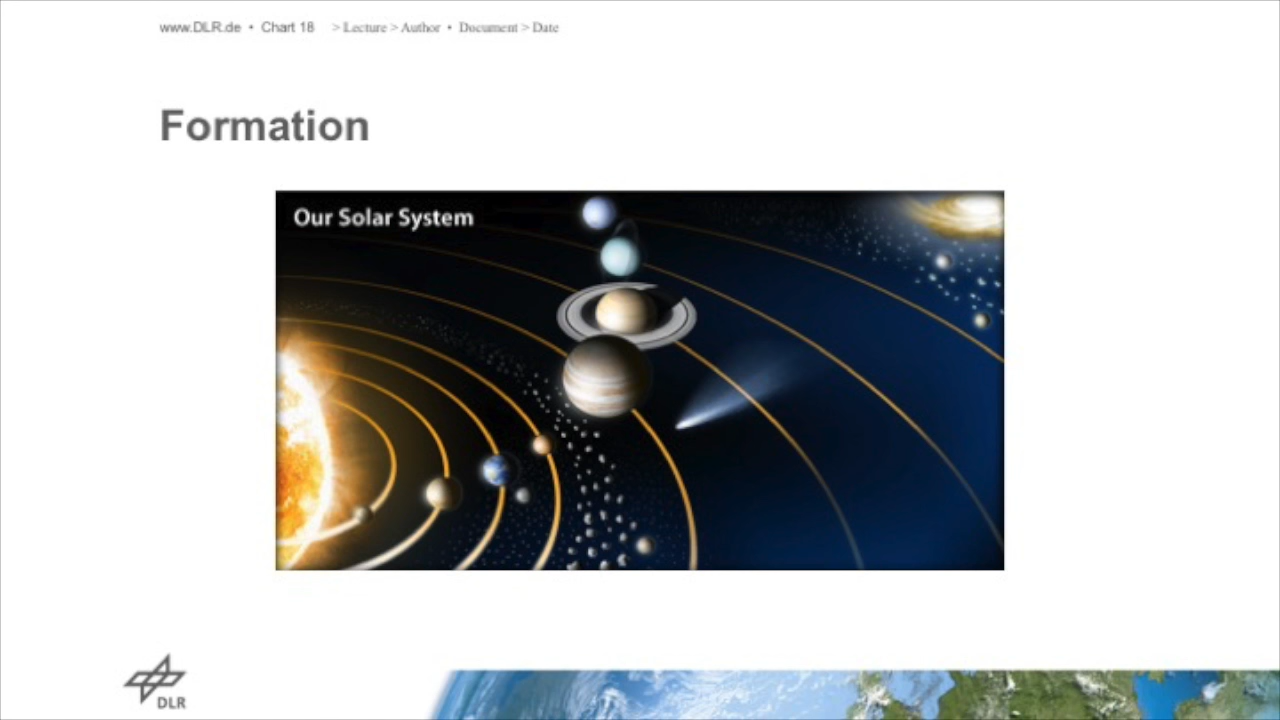 www.DLR.de • Chart 18 > Lecture > Author • Document > Date
Formation
Our Solar System
DLR